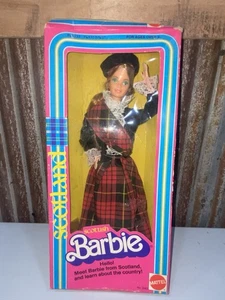 scotland
scottish
Barbie
Hello!
Meet Barbie from Scotland,
and learn about the country!
MATTEL